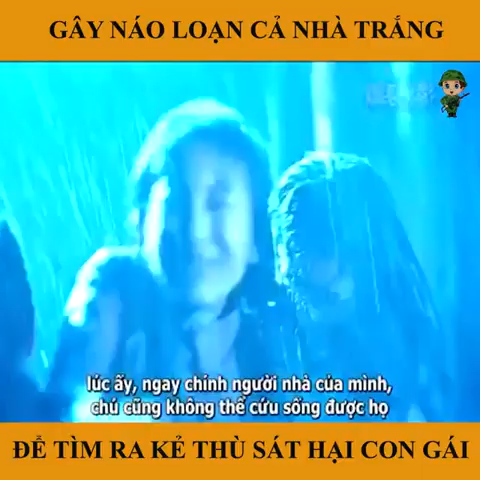 GÂY NÁO LOẠN CẢ NHÀ TRẮNG
lúc ấy, ngay chính người nhà của mình,
chú cũng không thể cứu sống được họ
ĐỂ TÌM RA KẺ THÙ SÁT HẠI CON GÁI